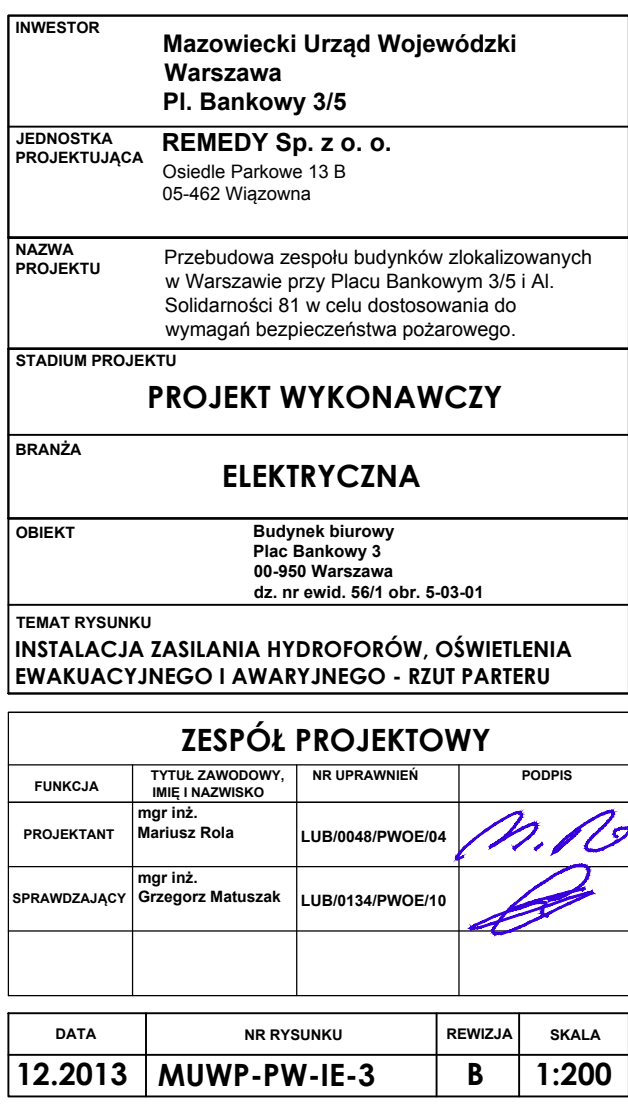 INWESTOR
Mazowiecki Urząd Wojewódzki
Warszawa
Pl. Bankowy 3/5
JEDNOSTKA
PROJEKTUJĄCA
REMEDY Sp. z o. o.
Osiedle Parkowe 13 B
05-462 Wiązowna
NAZWA
PROJEKTU
Przebudowa zespołu budynków zlokalizowanych
w Warszawie przy Placu Bankowym 3/5 i Al.
Solidarności 81 w celu dostosowania do
wymagań bezpieczeństwa pożarowego.
STADIUM PROJEKTU
PROJEKT WYKONAWCZY
BRANŻA
ELEKTRYCZNA
OBIEKT
Budynek biurowy
Plac Bankowy 3
00-950 Warszawa
dz. nr ewid. 56/1 obr. 5-03-01
TEMAT RYSUNKU
INSTALACJA ZASILANIA HYDROFORÓW, OŚWIETLENIA
EWAKUACYJNEGO I AWARYJNEGO - RZUT PARTERU
ZESPÓŁ PROJEKTOWY
FUNKCJA
TYTUŁ ZAWODOWY,
IMIĘ I NAZWISKO
NR UPRAWNIEŃ
PODPIS
PROJEKTANT
mgr inż.
Mariusz Rola
LUB/0048/PWOE/04
SPRAWDZAJĄCY
mgr inż.
Grzegorz Matuszak
LUB/0134/PWOE/10
DATA
NR RYSUNKU
REWIZJA
SKALA
12.2013
MUWP-PW-IE-3
B
1:200